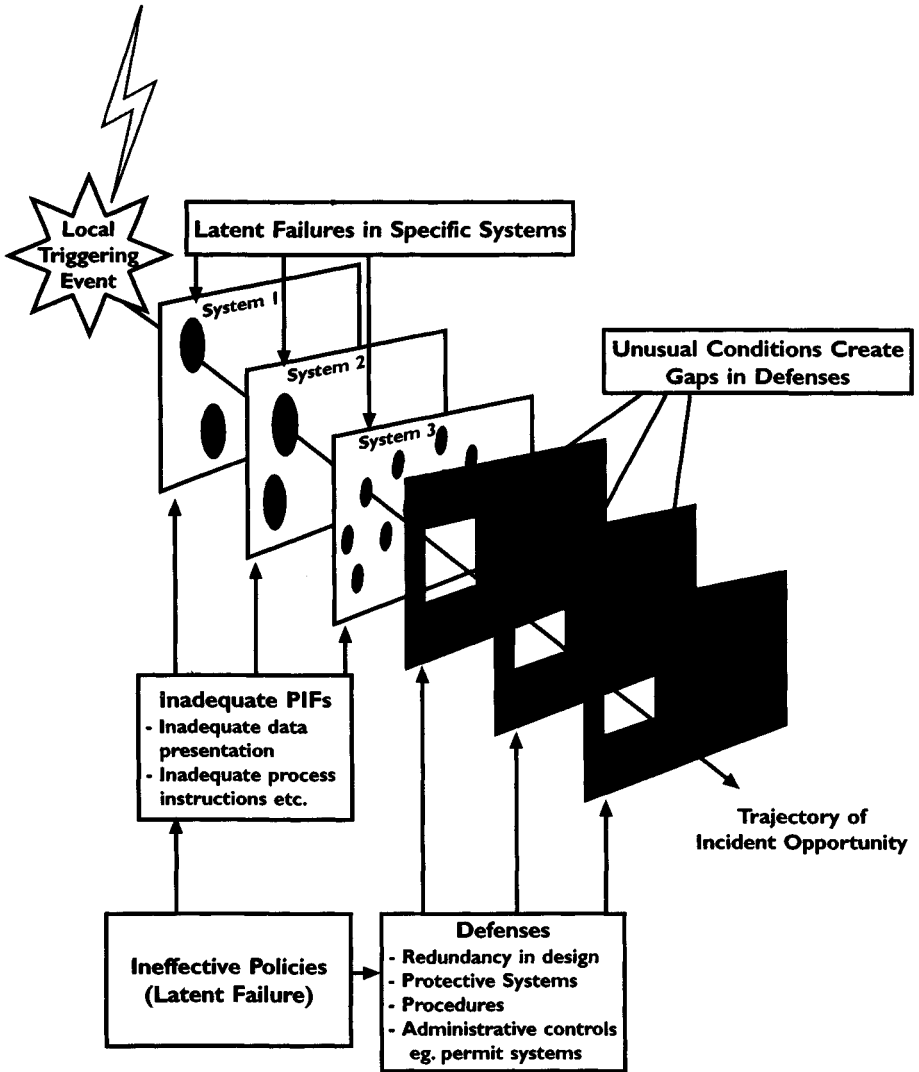 Local
Triggering
Event
Latent Failures in Specific Systems
System 1
System 2
System 3
Unusual Conditions Create
Gaps in Defenses
Inadequate PIFs
- Inadequate data
presentation
- Inadequate process
instructions etc.
Trajectory of
Incident Opportunity
Ineffective Policies
(Latent Failure)
Defenses
- Redundancy in design
- Protective Systems
- Procedures
- Administrative controls
eg. permit systems